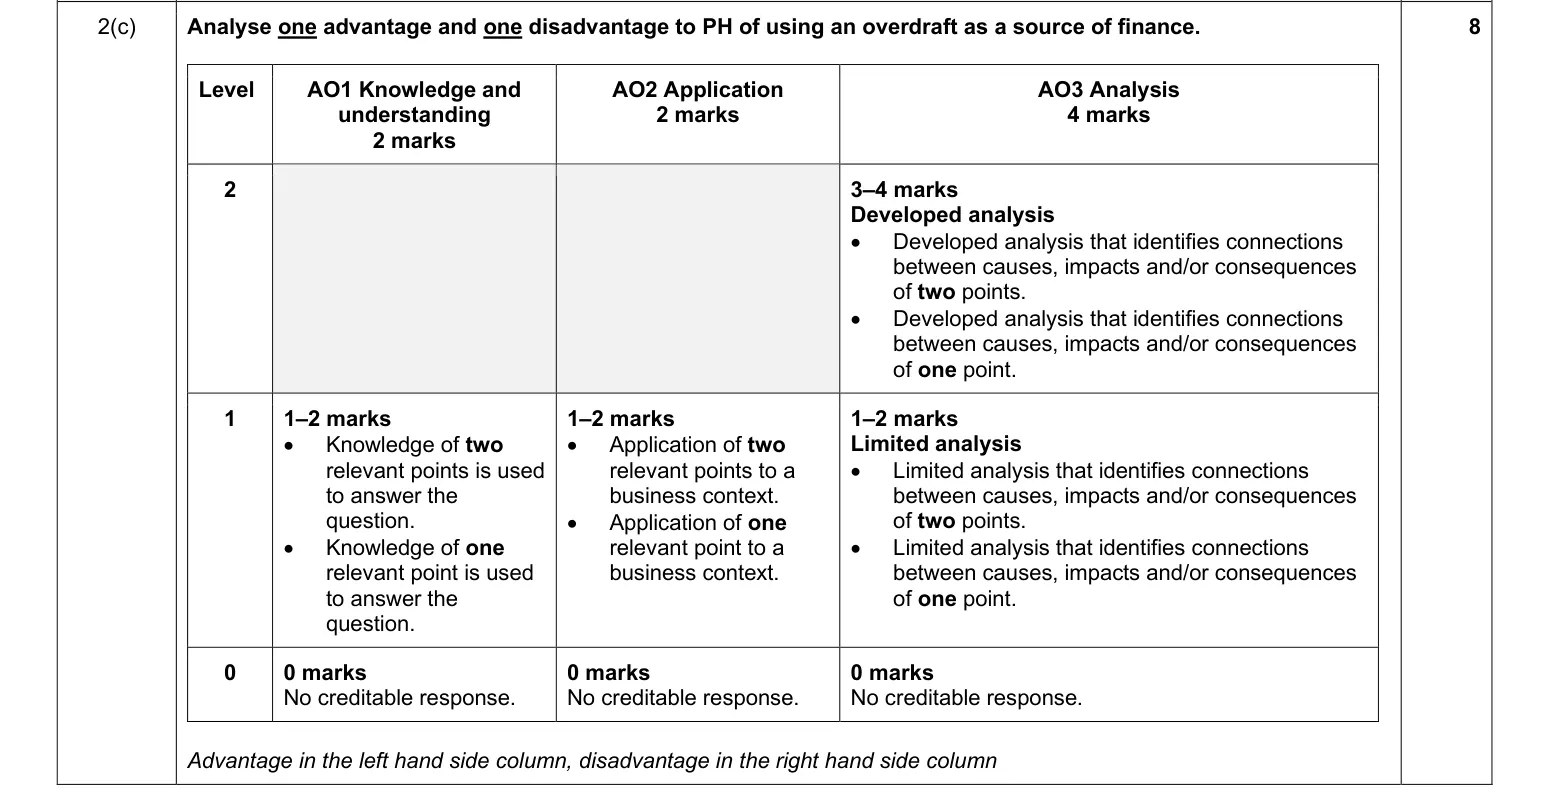 2(c)
Analyse one advantage and one disadvantage to PH of using an overdraft as a source of finance.
8
Level
AO1 Knowledge and
understanding
2 marks
AO2 Application
2 marks
AO3 Analysis
4 marks
2
3–4 marks
Developed analysis
• Developed analysis that identifies connections
between causes, impacts and/or consequences
of two points.
• Developed analysis that identifies connections
between causes, impacts and/or consequences
of one point.
1
1–2 marks
• Knowledge of two
relevant points is used
to answer the
question.
• Knowledge of one
relevant point is used
to answer the
question.
1–2 marks
• Application of two
relevant points to a
business context.
• Application of one
relevant point to a
business context.
1–2 marks
Limited analysis
• Limited analysis that identifies connections
between causes, impacts and/or consequences
of two points.
• Limited analysis that identifies connections
between causes, impacts and/or consequences
of one point.
0
0 marks
No creditable response.
0 marks
No creditable response.
0 marks
No creditable response.
Advantage in the left hand side column, disadvantage in the right hand side column